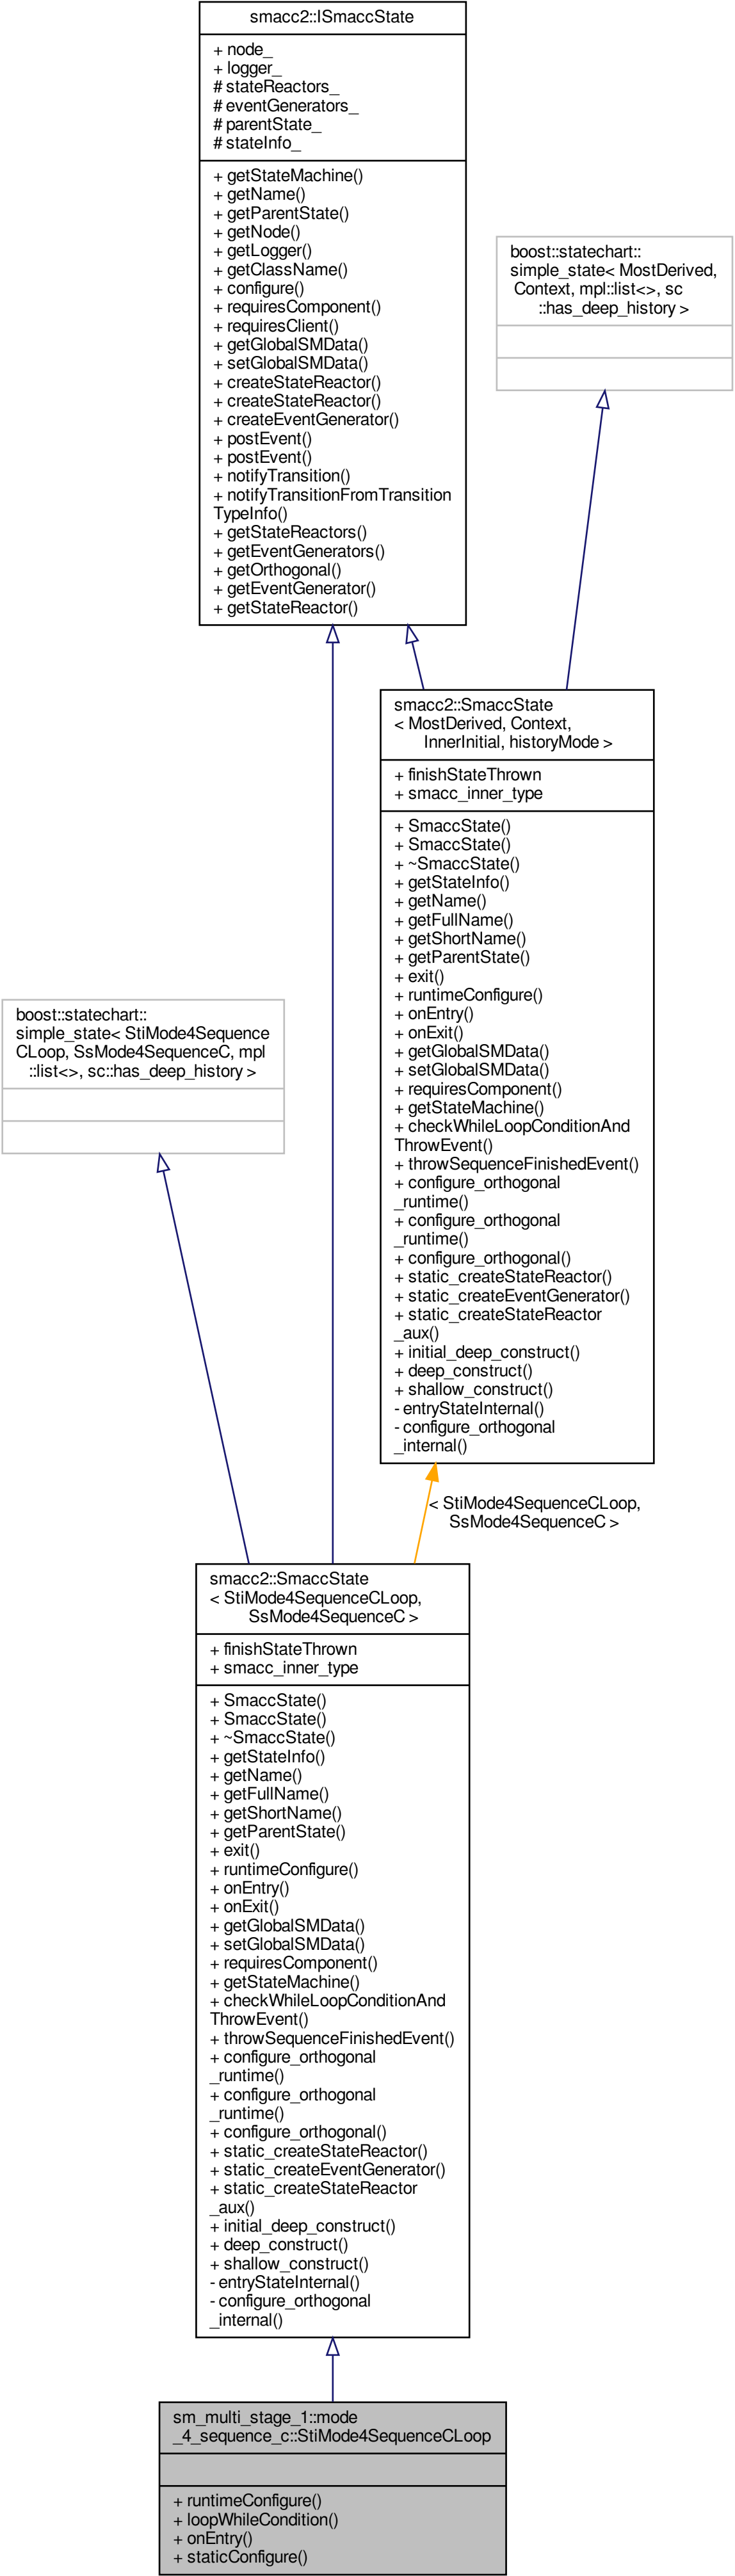 smacc2::ISmaccState
+ node_
+ logger_
# stateReactors_
# eventGenerators_
# parentState_
# stateInfo_
+ getStateMachine()
+ getName()
+ getParentState()
+ getNode()
+ getLogger()
+ getClassName()
+ configure()
+ requiresComponent()
+ requiresClient()
+ getGlobalSMData()
+ setGlobalSMData()
+ createStateReactor()
+ createStateReactor()
+ createEventGenerator()
+ postEvent()
+ postEvent()
+ notifyTransition()
+ notifyTransitionFromTransition
TypeInfo()
+ getStateReactors()
+ getEventGenerators()
+ getOrthogonal()
+ getEventGenerator()
+ getStateReactor()
boost::statechart::
simple_state< MostDerived,
Context, mpl::list<>, sc
::has_deep_history >
smacc2::SmaccState
< MostDerived, Context,
InnerInitial, historyMode >
+ finishStateThrown
+ smacc_inner_type
+ SmaccState()
+ SmaccState()
+ ~SmaccState()
+ getStateInfo()
+ getName()
+ getFullName()
+ getShortName()
+ getParentState()
+ exit()
+ runtimeConfigure()
+ onEntry()
+ onExit()
+ getGlobalSMData()
+ setGlobalSMData()
+ requiresComponent()
+ getStateMachine()
+ checkWhileLoopConditionAnd
ThrowEvent()
+ throwSequenceFinishedEvent()
+ configure_orthogonal
_runtime()
+ configure_orthogonal
_runtime()
+ configure_orthogonal()
+ static_createStateReactor()
+ static_createEventGenerator()
+ static_createStateReactor
_aux()
+ initial_deep_construct()
+ deep_construct()
+ shallow_construct()
- entryStateInternal()
- configure_orthogonal
_internal()
boost::statechart::
simple_state< StiMode4Sequence
CLoop, SsMode4SequenceC, mpl
::list<>, sc::has_deep_history >
< StiMode4SequenceCLoop,
SsMode4SequenceC >
smacc2::SmaccState
< StiMode4SequenceCLoop,
SsMode4SequenceC >
+ finishStateThrown
+ smacc_inner_type
+ SmaccState()
+ SmaccState()
+ ~SmaccState()
+ getStateInfo()
+ getName()
+ getFullName()
+ getShortName()
+ getParentState()
+ exit()
+ runtimeConfigure()
+ onEntry()
+ onExit()
+ getGlobalSMData()
+ setGlobalSMData()
+ requiresComponent()
+ getStateMachine()
+ checkWhileLoopConditionAnd
ThrowEvent()
+ throwSequenceFinishedEvent()
+ configure_orthogonal
_runtime()
+ configure_orthogonal
_runtime()
+ configure_orthogonal()
+ static_createStateReactor()
+ static_createEventGenerator()
+ static_createStateReactor
_aux()
+ initial_deep_construct()
+ deep_construct()
+ shallow_construct()
- entryStateInternal()
- configure_orthogonal
_internal()
sm_multi_stage_1::mode
_4_sequence_c::StiMode4SequenceCLoop
+ runtimeConfigure()
+ loopWhileCondition()
+ onEntry()
+ staticConfigure()